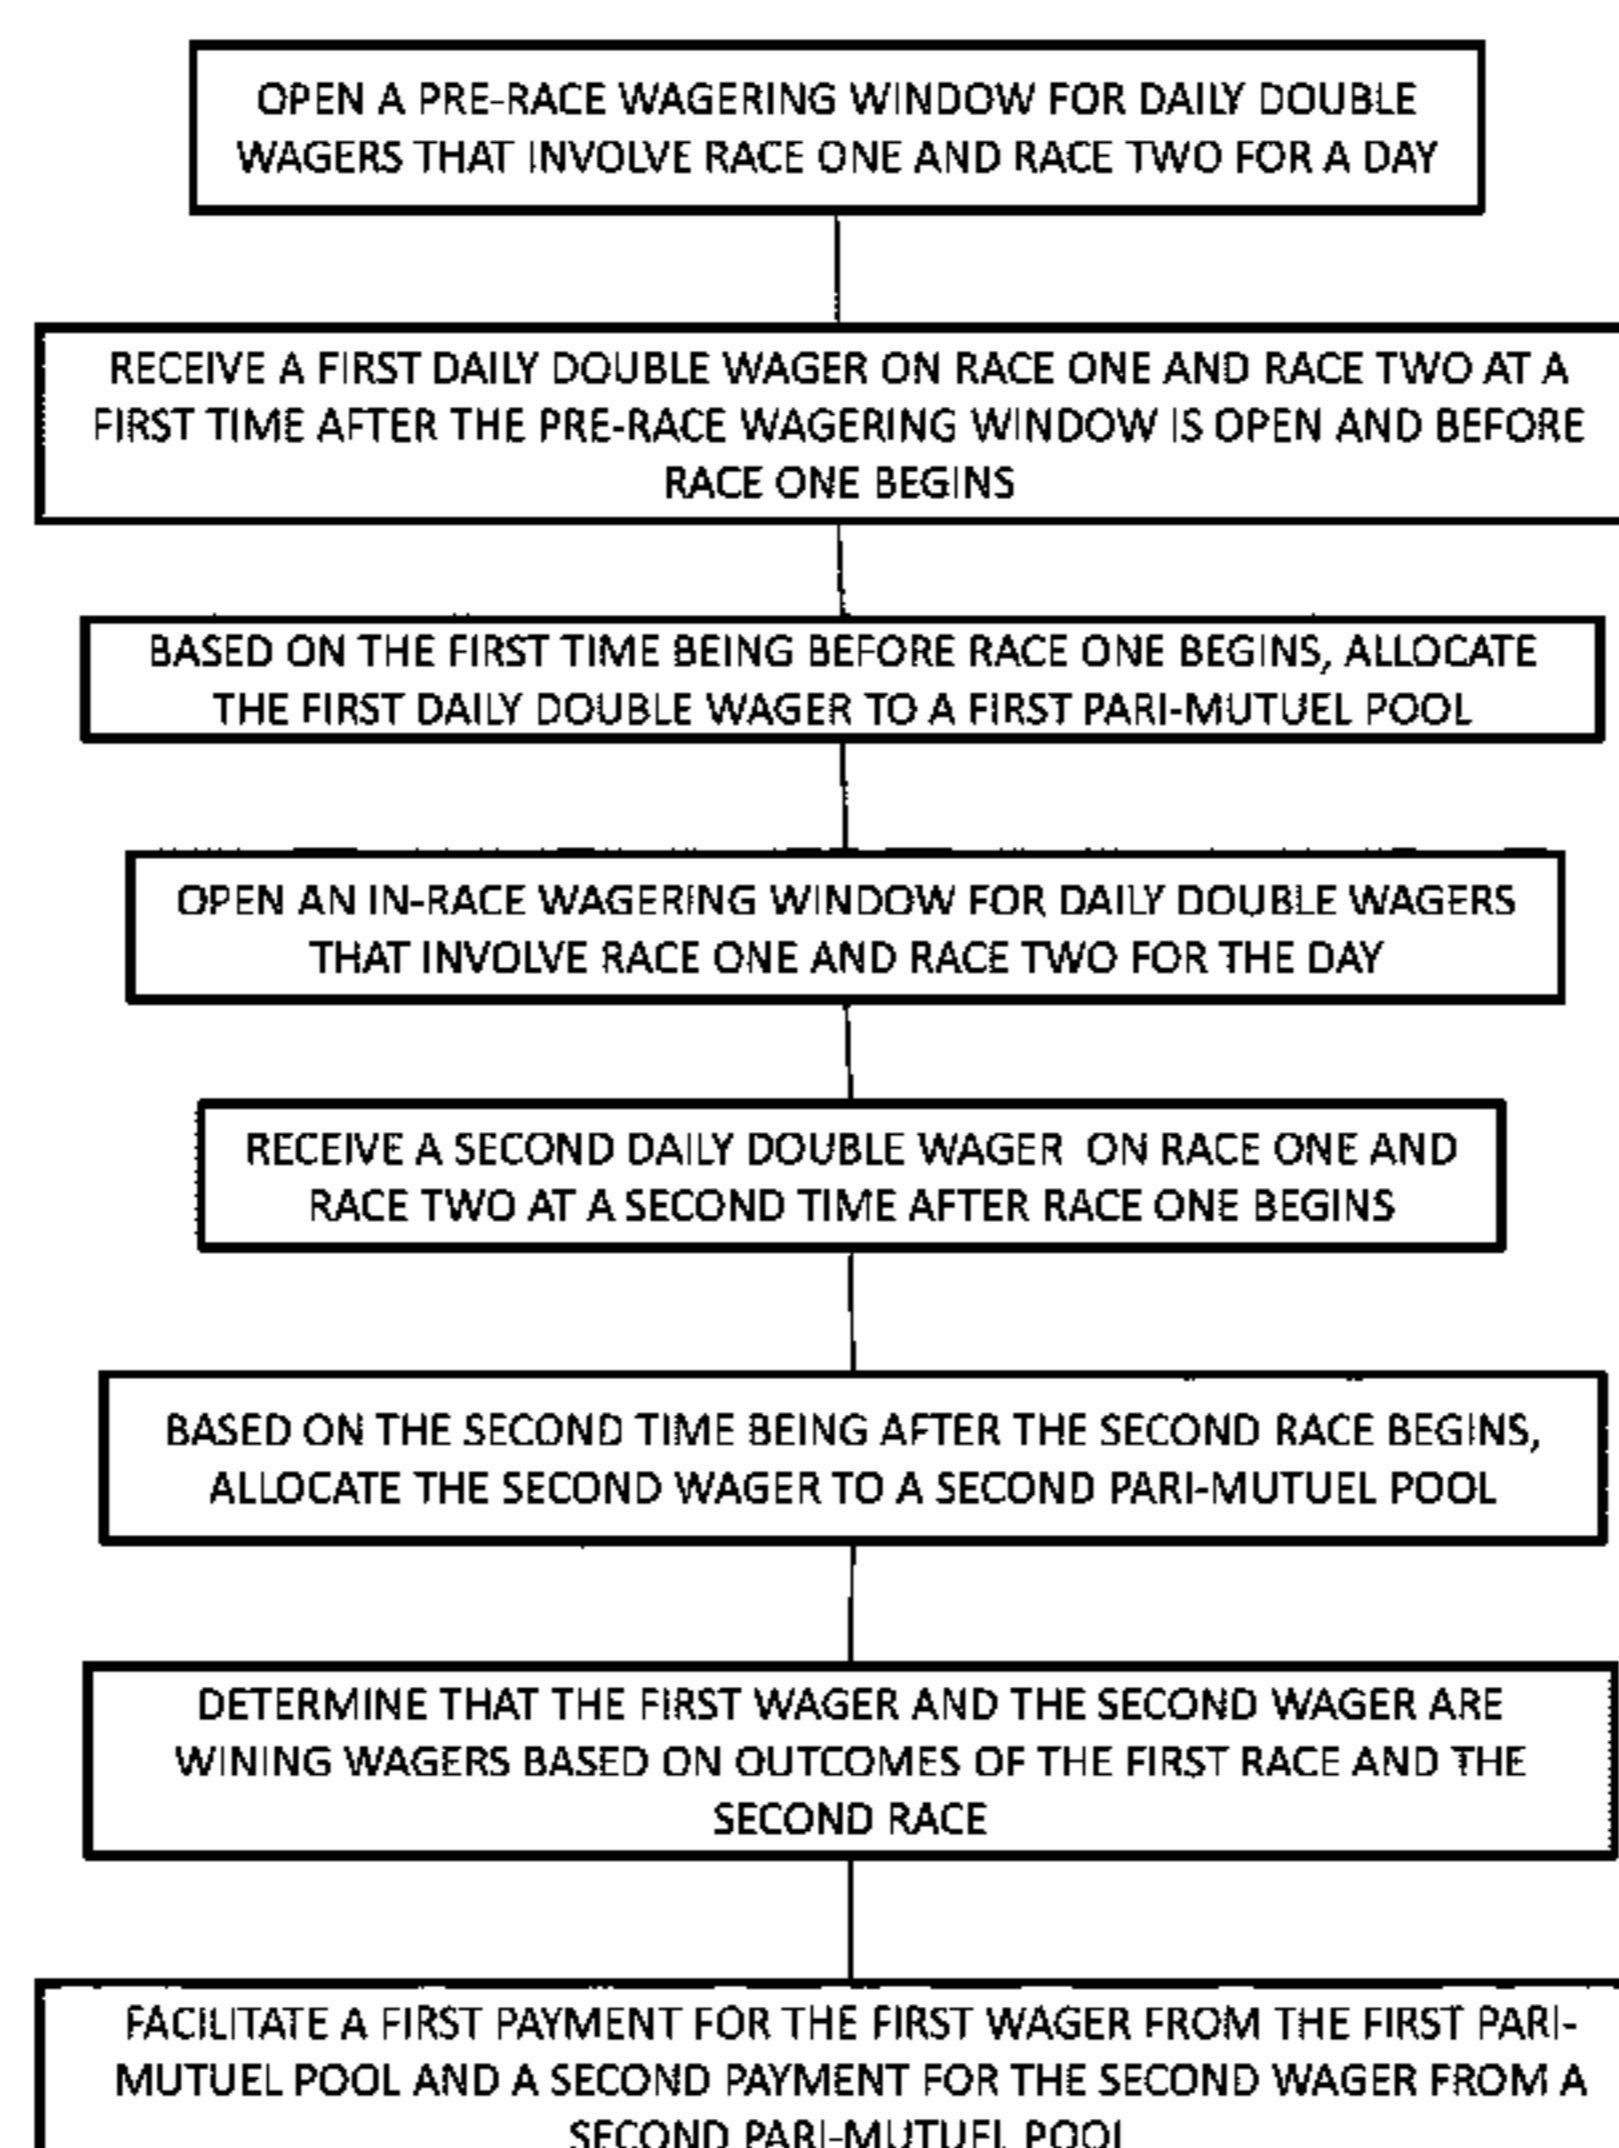 OPEN A PRE-RACE WAGERING WINDOW FOR DAILY DOUBLE
WAGERS THAT INVOLVE RACE ONE AND RACE TWO FOR A DAY
RECEIVE A FIRST DAILY DOUBLE WAGER ON RACE ONE AND RACE TWO AT A
FIRST TIME AFTER THE PRE-RACE WAGERING WINDOW IS OPEN AND BEFORE
RACE ONE BEGINS
BASED ON THE FIRST TIME BEING BEFORE RACE ONE BEGINS, ALLOCATE
THE FIRST DAILY DOUBLE WAGER TO A FIRST PARI-MUTUEL POOL
OPEN AN IN-RACE WAGERING WINDOW FOR DAILY DOUBLE WAGERS
THAT INVOLVE RACE ONE AND RACE TWO FOR THE DAY
RECEIVE A SECOND DAILY DOUBLE WAGER ON RACE ONE AND
RACE TWO AT A SECOND TIME AFTER RACE ONE BEGINS
BASED ON THE SECOND TIME BEING AFTER THE SECOND RACE BEGINS,
ALLOCATE THE SECOND WAGER TO A SECOND PARI-MUTUEL POOL
DETERMINE THAT THE FIRST WAGER AND THE SECOND WAGER ARE
WINING WAGERS BASED ON OUTCOMES OF THE FIRST RACE AND THE
SECOND RACE
FACILITATE A FIRST PAYMENT FOR THE FIRST WAGER FROM THE FIRST PARI-
MUTUEL POOL AND A SECOND PAYMENT FOR THE SECOND WAGER FROM A
SECOND PARI-MUTUEL POOL